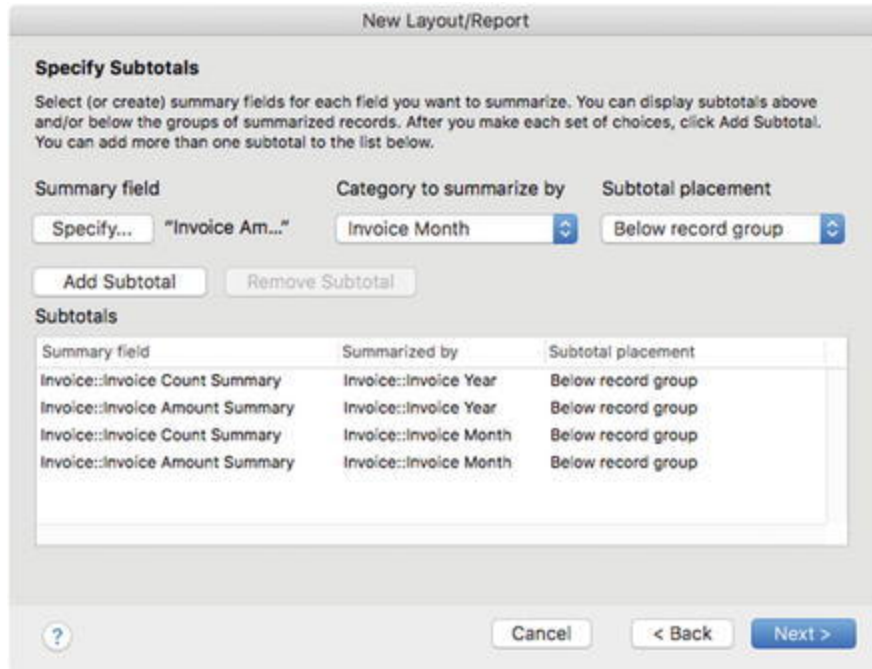 New Layout/Report
Specify Subtotals
Select (or create) summary fields for each field you want to summarize. You can display subtotals above
and/or below the groups of summarized records. After you make each set of choices, click Add Subtotal.
You can add more than one subtotal to the list below.
Summary field Category to summarize by Subtotal placement
Specify... "Invoice Am..." Invoice Month Below record group
Add Subtotal Remove Subtotal
Subtotals
Summary field Summarized by Subtotal placement
Invoice::Invoice Count Summary Invoice::Invoice Year Below record group
Invoice::Invoice Amount Summary Invoice::Invoice Year Below record group
Invoice::Invoice Count Summary Invoice::Invoice Month Below record group
Invoice::Invoice Amount Summary Invoice::Invoice Month Below record group
? Cancel < Back Next >